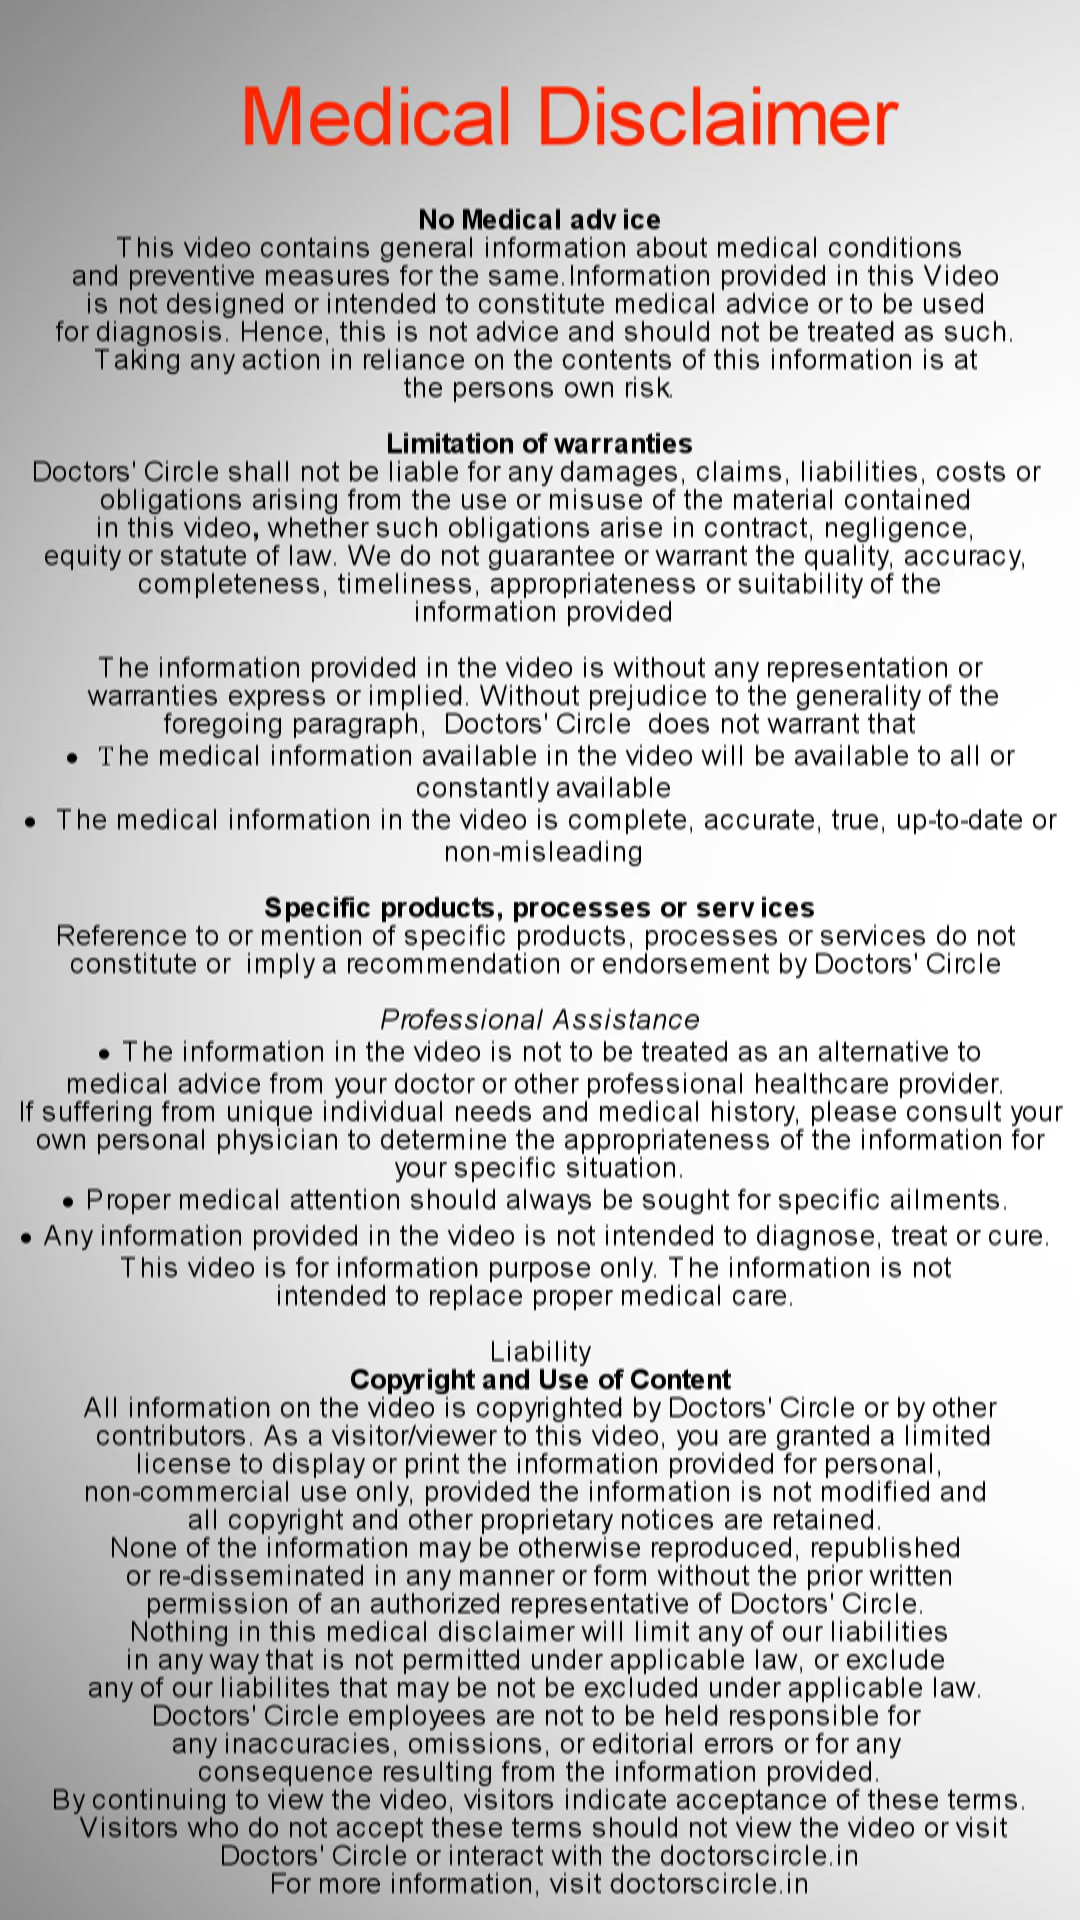 Medical Disclaimer
No Medical advice
This video contains general information about medical conditions
and preventive measures for the same.Information provided in this Video
is not designed or intended to constitute medical advice or to be used
for diagnosis. Hence, this is not advice and should not be treated as such.
Taking any action in reliance on the contents of this information is at
the persons own risk.
Limitation of warranties
Doctors' Circle shall not be liable for any damages, claims, liabilities, costs or
obligations arising from the use or misuse of the material contained
in this video, whether such obligations arise in contract, negligence,
equity or statute of law. We do not guarantee or warrant the quality, accuracy,
completeness, timeliness, appropriateness or suitability of the
information provided
The information provided in the video is without any representation or
warranties express or implied. Without prejudice to the generality of the
foregoing paragraph, Doctors' Circle does not warrant that
• The medical information available in the video will be available to all or
constantly available
• The medical information in the video is complete, accurate, true, up-to-date or
non-misleading
Specific products, processes or services
Reference to or mention of specific products, processes or services do not
constitute or imply a recommendation or endorsement by Doctors' Circle
Professional Assistance
• The information in the video is not to be treated as an alternative to
medical advice from your doctor or other professional healthcare provider.
If suffering from unique individual needs and medical history, please consult your
own personal physician to determine the appropriateness of the information for
your specific situation.
• Proper medical attention should always be sought for specific ailments.
• Any information provided in the video is not intended to diagnose, treat or cure.
This video is for information purpose only. The information is not
intended to replace proper medical care.
Liability
Copyright and Use of Content
All information on the video is copyrighted by Doctors' Circle or by other
contributors. As a visitor/viewer to this video, you are granted a limited
license to display or print the information provided for personal,
non-commercial use only, provided the information is not modified and
all copyright and other proprietary notices are retained.
None of the information may be otherwise reproduced, republished
or re-disseminated in any manner or form without the prior written
permission of an authorized representative of Doctors' Circle.
Nothing in this medical disclaimer will limit any of our liabilities
in any way that is not permitted under applicable law, or exclude
any of our liabilites that may be not be excluded under applicable law.
Doctors' Circle employees are not to be held responsible for
any inaccuracies, omissions, or editorial errors or for any
consequence resulting from the information provided.
By continuing to view the video, visitors indicate acceptance of these terms.
Visitors who do not accept these terms should not view the video or visit
Doctors' Circle or interact with the doctorscircle.in
For more information, visit doctorscircle.in